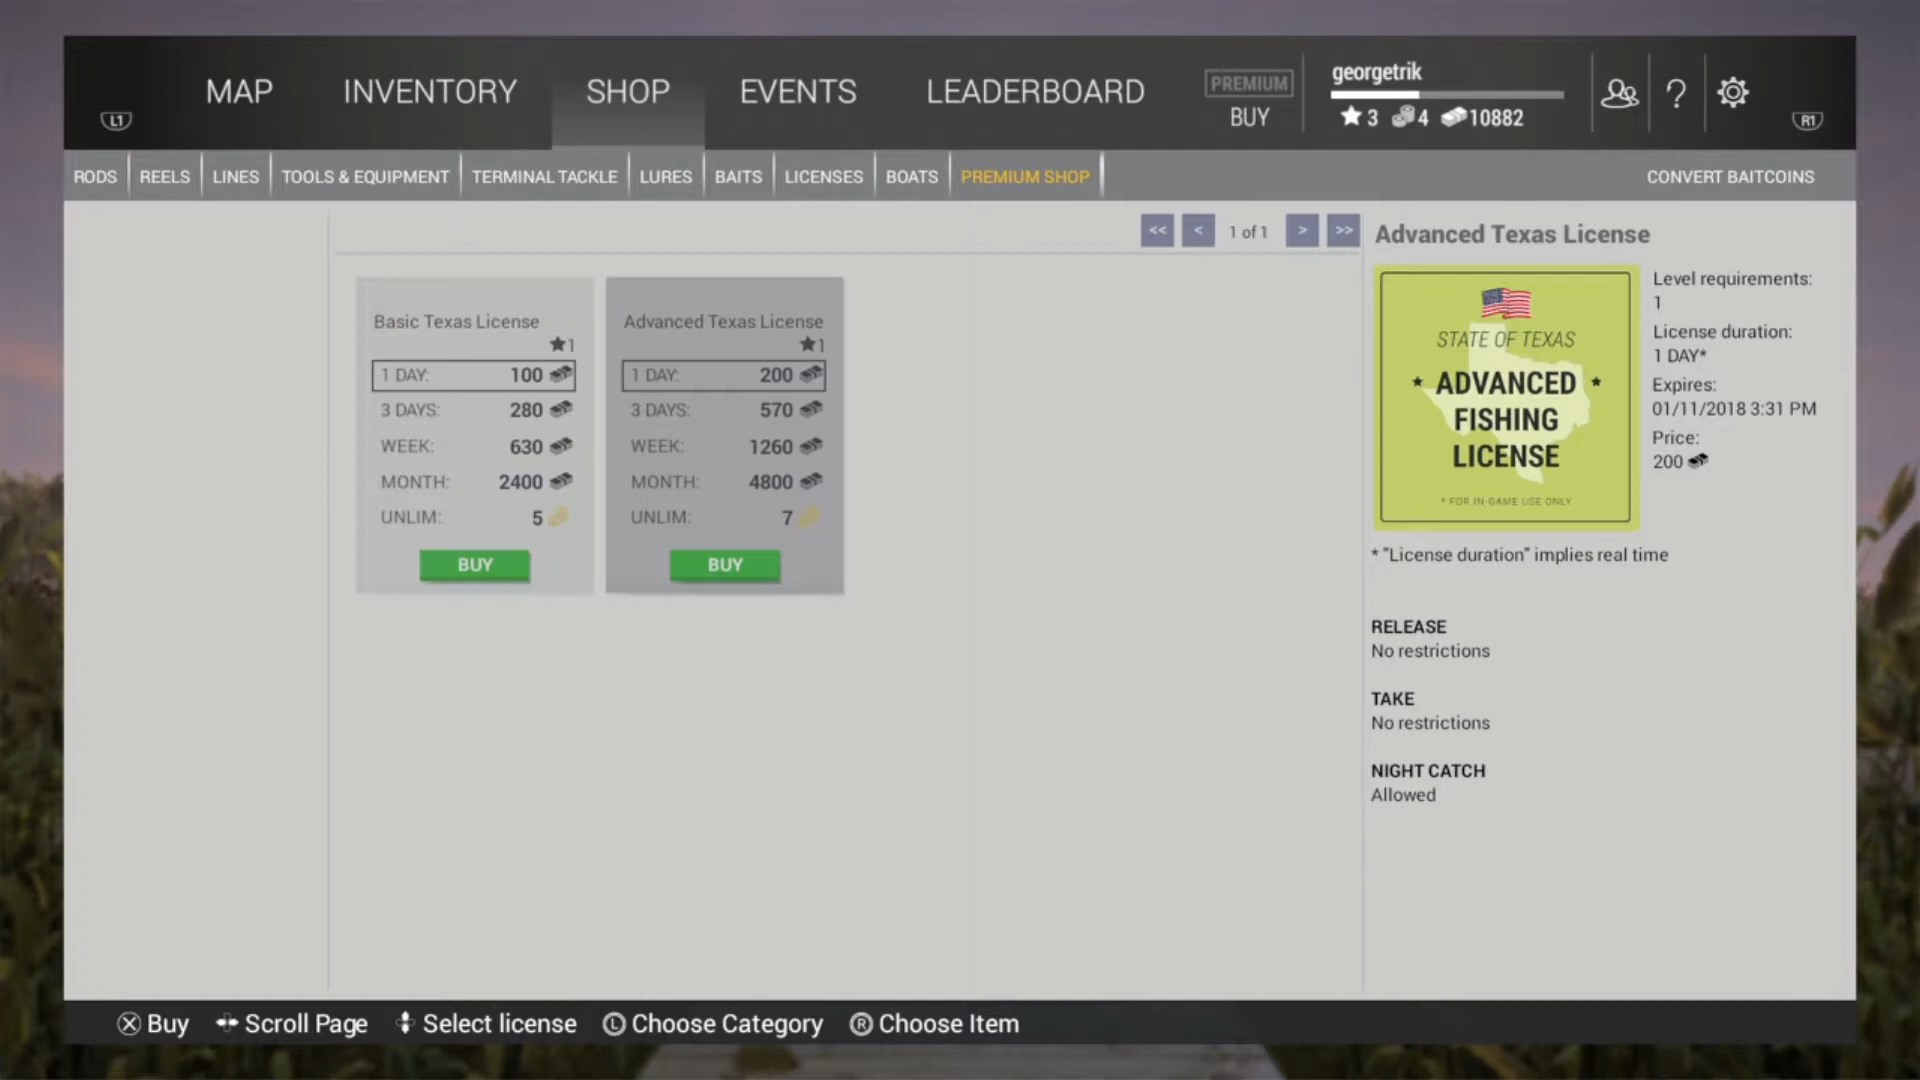 MAP
INVENTORY
SHOP
EVENTS
LEADERBOARD
PREMIUM
BUY
georgetrik
3
4
10882
L1
R1
RODS
REELS
LINES
TOOLS & EQUIPMENT
TERMINAL TACKLE
LURES
BAITS
LICENSES
BOATS
PREMIUM SHOP
CONVERT BAITCOINS
<<
<
1 of 1
>
>>
Basic Texas License
1
1 DAY: 100
3 DAYS: 280
WEEK: 630
MONTH: 2400
UNLIM: 5
BUY
Advanced Texas License
1
1 DAY: 200
3 DAYS: 570
WEEK: 1260
MONTH: 4800
UNLIM: 7
BUY
Advanced Texas License
STATE OF TEXAS
ADVANCED
FISHING
LICENSE
* FOR IN-GAME USE ONLY
Level requirements:
1
License duration:
1 DAY*
Expires:
01/11/2018 3:31 PM
Price:
200
* "License duration" implies real time
RELEASE
No restrictions
TAKE
No restrictions
NIGHT CATCH
Allowed
Buy
Scroll Page
Select license
L Choose Category
R Choose Item